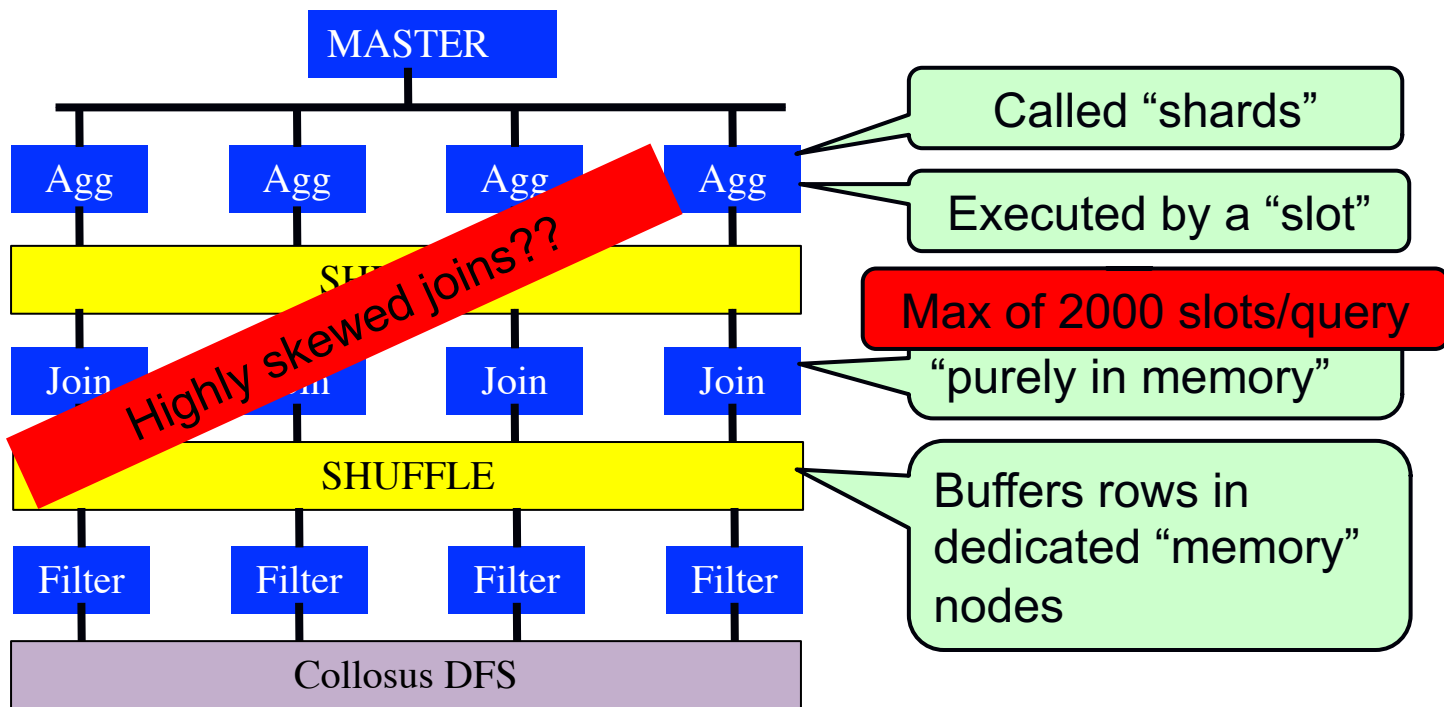 MASTER
Called “shards”
Agg Agg Agg Agg
Executed by a “slot”
Highly skewed joins??
Max of 2000 slots/query
Join Join Join
“purely in memory”
SHUFFLE
Buffers rows in
dedicated “memory”
nodes
Filter Filter Filter Filter
Collosus DFS